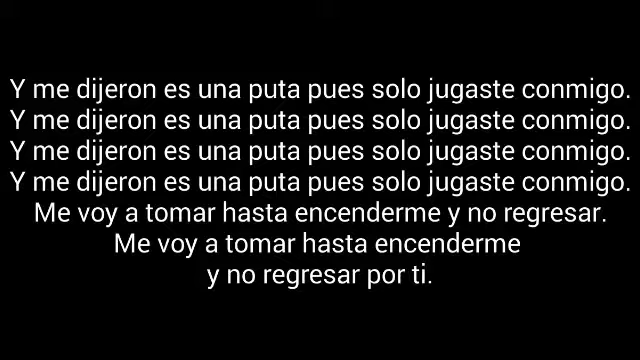 Y me dijeron es una puta pues solo jugaste conmigo.
Y me dijeron es una puta pues solo jugaste conmigo.
Y me dijeron es una puta pues solo jugaste conmigo.
Y me dijeron es una puta pues solo jugaste conmigo.
Me voy a tomar hasta encenderme y no regresar.
Me voy a tomar hasta encenderme
y no regresar por ti.